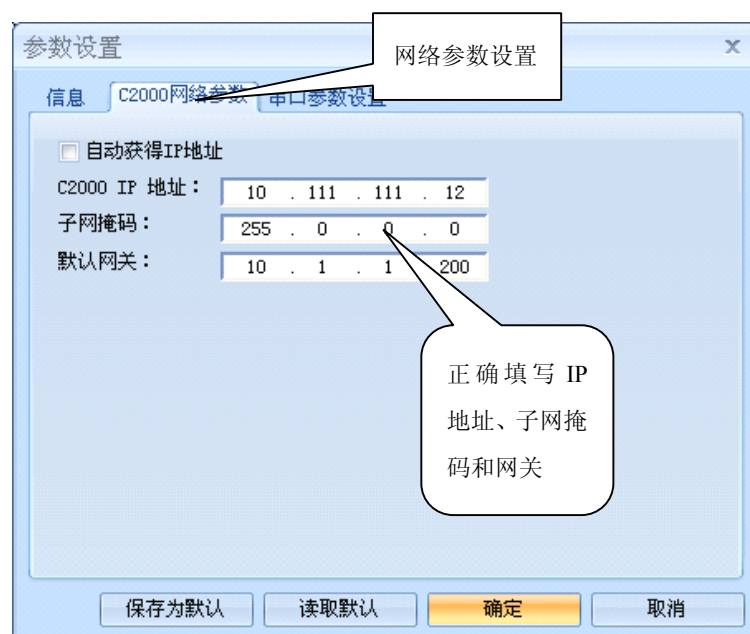 参数设置
网络参数设置
x
信息 C2000网络参数 串口参数设置
自动获得IP地址
C2000 IP 地址： 10 . 111 . 111 . 12
子网掩码： 255 . 0 . 0 . 0
默认网关： 10 . 1 . 1 . 200
正确填写 IP
地址、子网掩
码和网关
保存为默认 读取默认 确定 取消